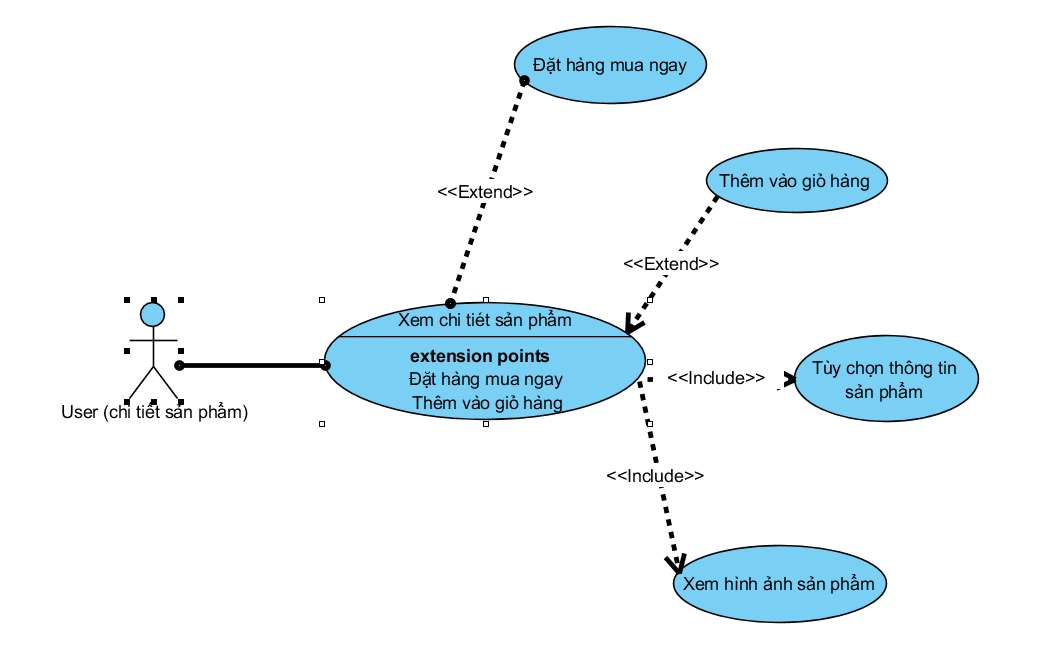 Đặt hàng mua ngay
Thêm vào giỏ hàng
<<Extend>>
<<Extend>>
Xem chi tiét sản phẩm
extension points
Đặt hàng mua ngay
Thêm vào giỏ hàng
<<Include>>
Tùy chọn thông tin
sản phẩm
User (chi tiết sản phẩm)
<<Include>>
Xem hình ảnh sản phẩm